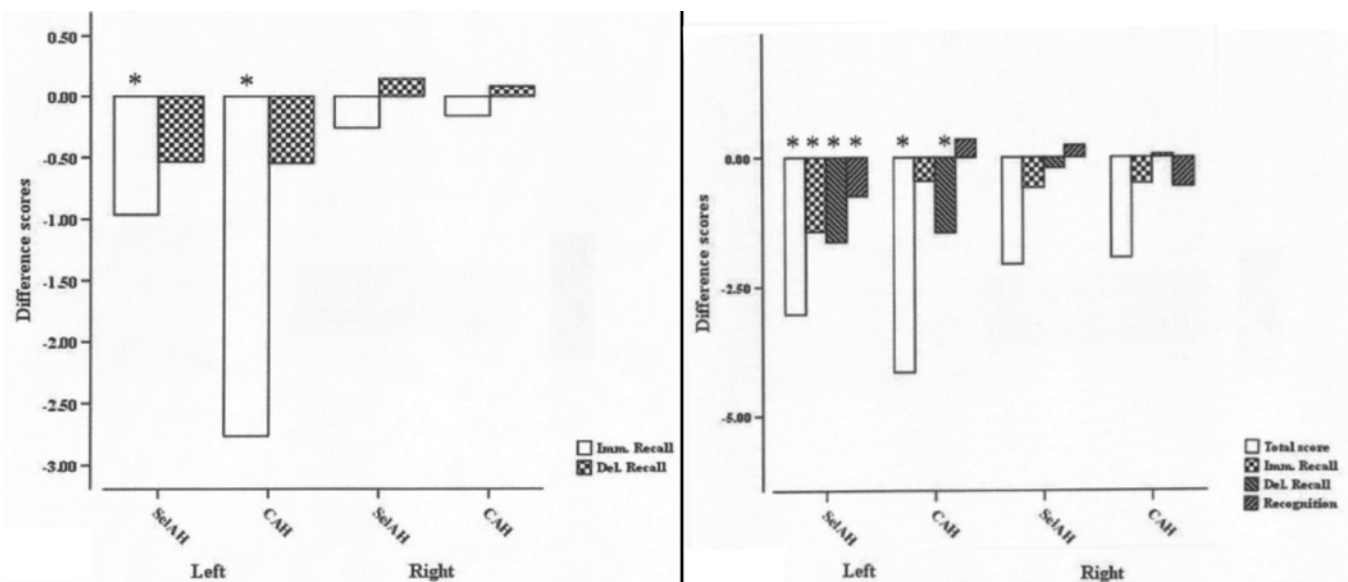 0.50
0.00
-0.50
-1.00
-1.50
-2.00
-2.50
-3.00
Difference scores
* *
SelAH CAH SelAH CAH
Left Right
Imm. Recall
Del. Recall
0.00
-2.50
-5.00
Difference scores
* * * * * *
SelAH CAH SelAH CAH
Left Right
Total score
Imm. Recall
Del. Recall
Recognition